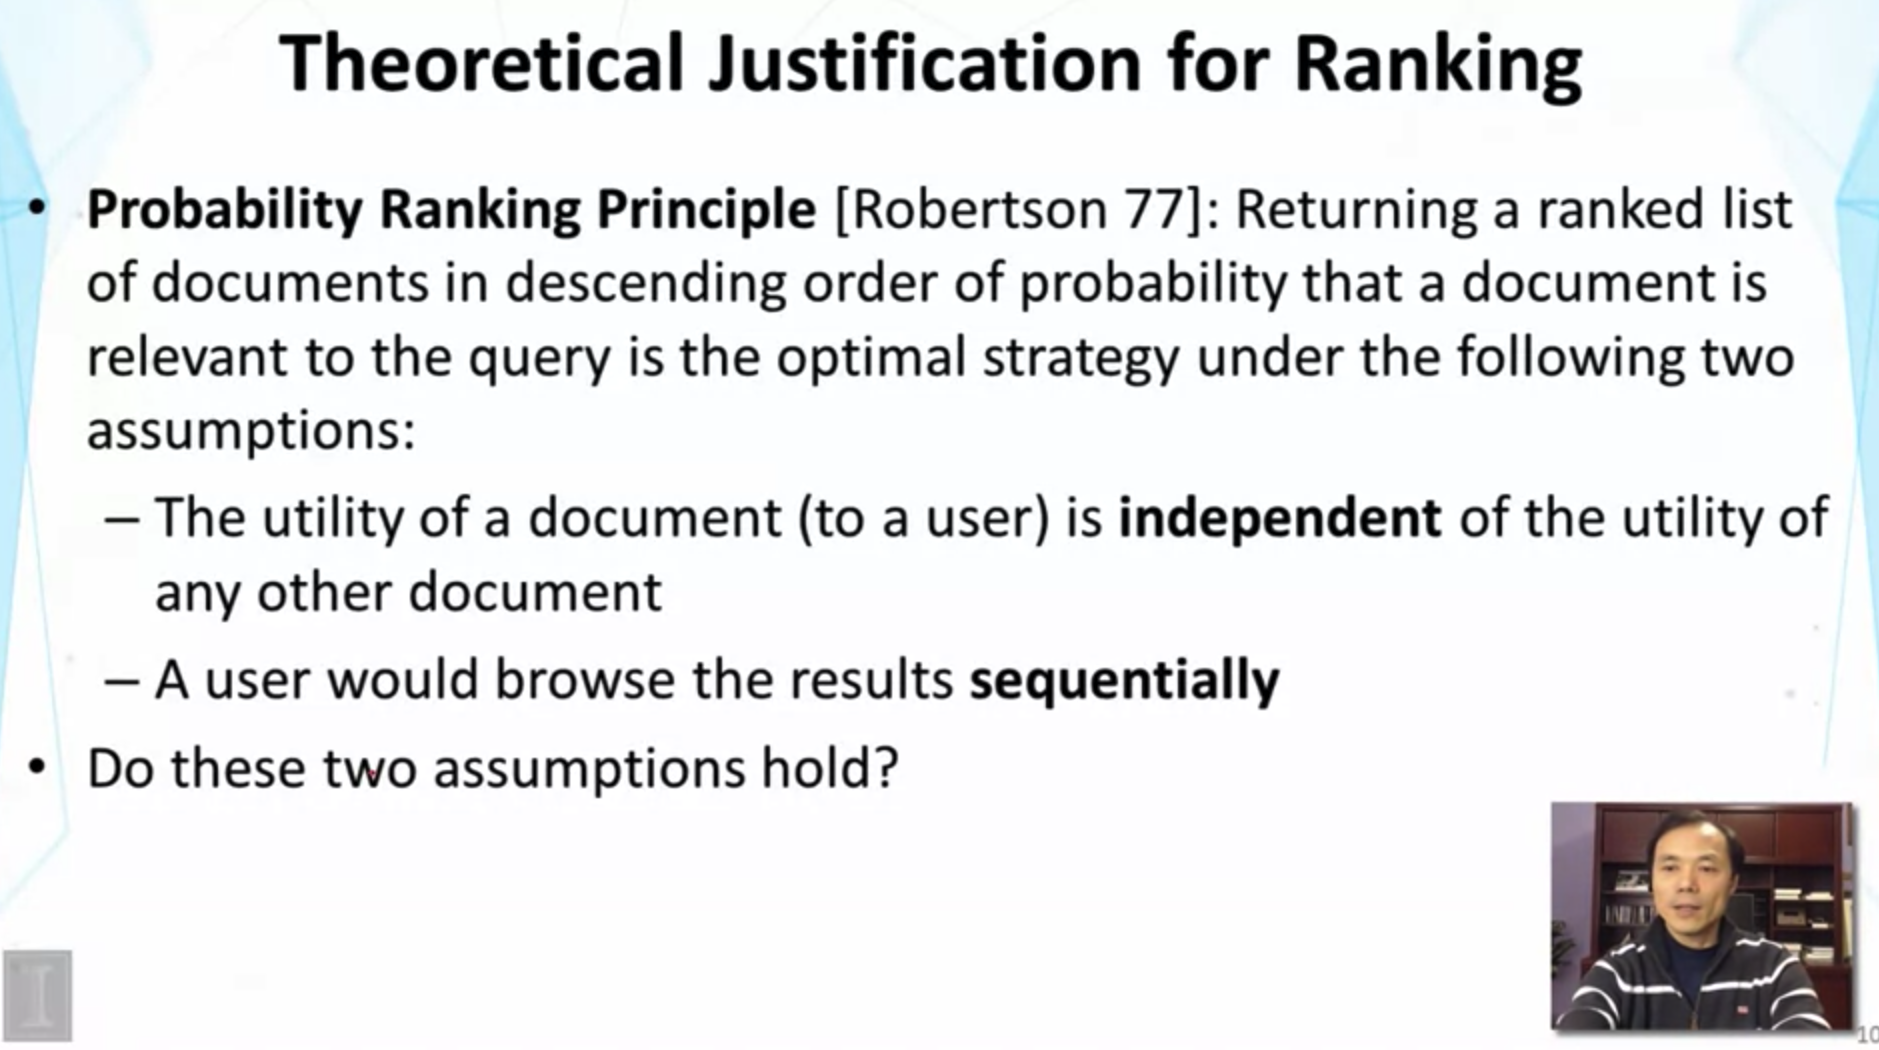 Theoretical Justification for Ranking
• Probability Ranking Principle [Robertson 77]: Returning a ranked list
of documents in descending order of probability that a document is
relevant to the query is the optimal strategy under the following two
assumptions:
– The utility of a document (to a user) is independent of the utility of
any other document
– A user would browse the results sequentially
• Do these two assumptions hold?
I
10